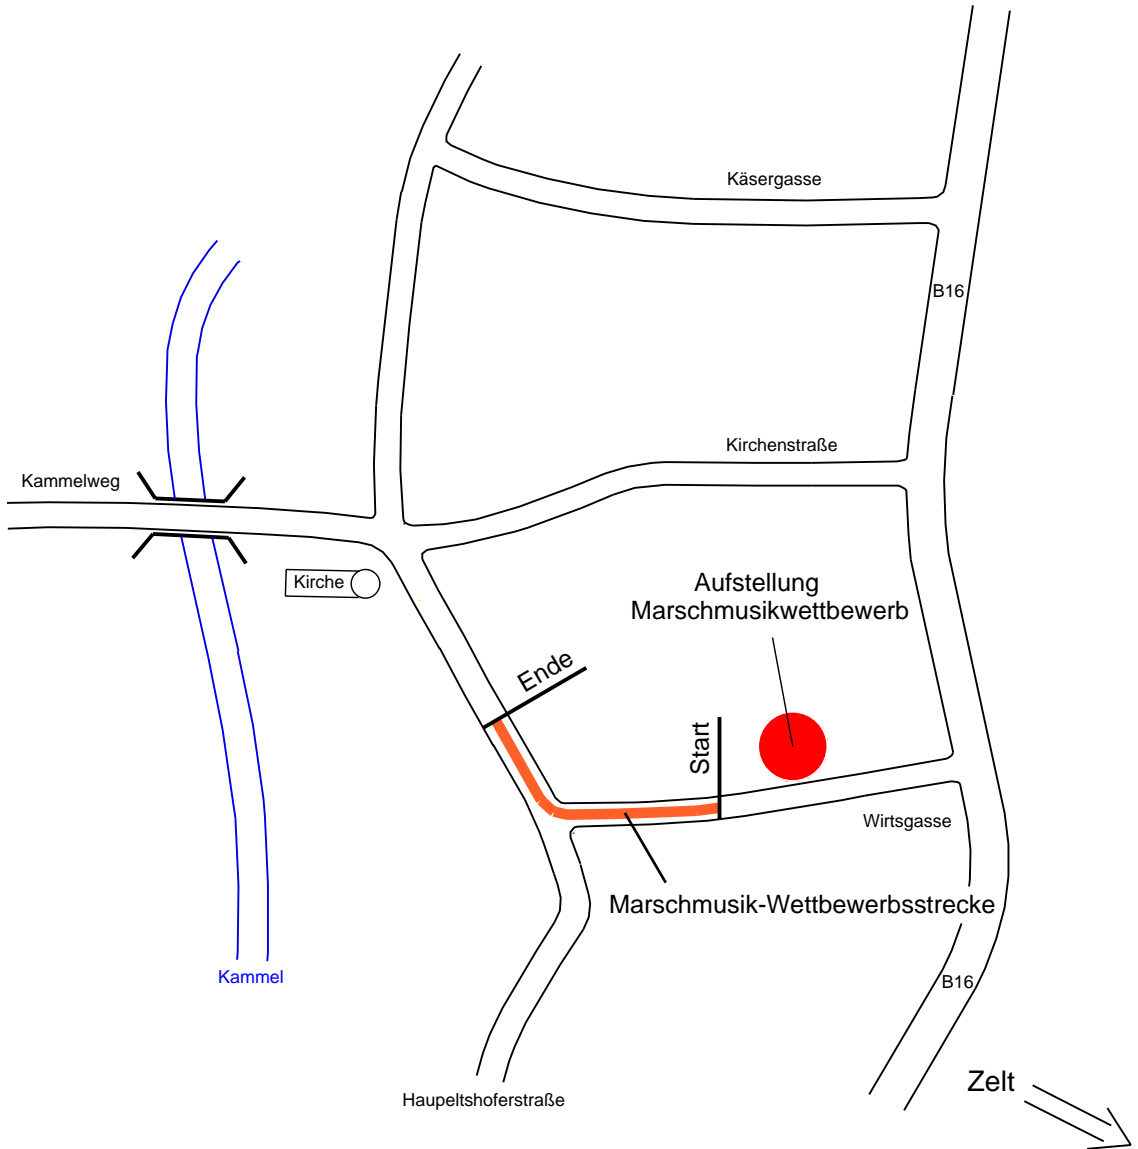 Käsergasse
B16
Kirchenstraße
Kammelweg
Kirche
Aufstellung
Marschmusikwettbewerb
Ende
Start
Wirtsgasse
Marschmusik-Wettbewerbsstrecke
Kammel
B16
Zelt
Haupeltshoferstraße